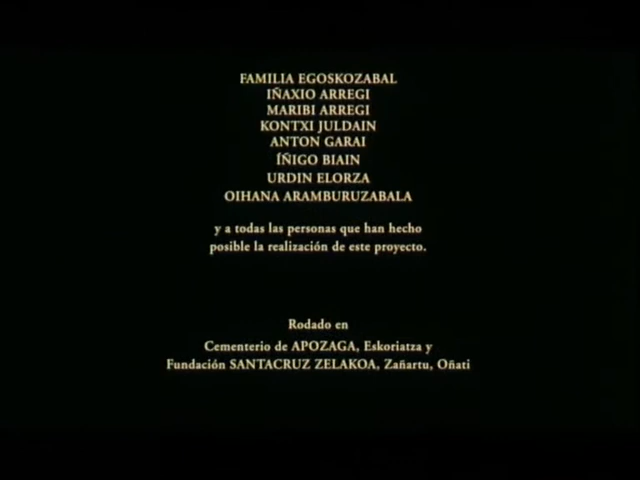 FAMILIA EGOSKOZABAL
IÑAXIO ARREGI
MARIBI ARREGI
KONTXI JULDAIN
ANTON GARAI
ÍÑIGO BIAIN
URDIN ELORZA
OIHANA ARAMBURUZABALA
y a todas las personas que han hecho
posible la realización de este proyecto.
Rodado en
Cementerio de APOZAGA, Eskoriatza y
Fundación SANTACRUZ ZELAKOA, Zañartu, Oñati